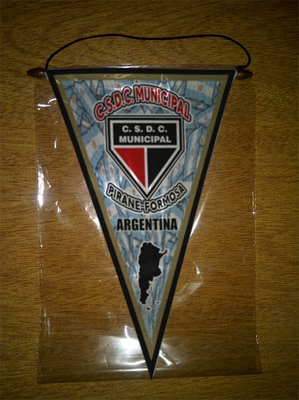 C.S.D.C. MUNICIPAL
C. S. D. C.
MUNICIPAL
PIRANE-FORMOSA
ARGENTINA